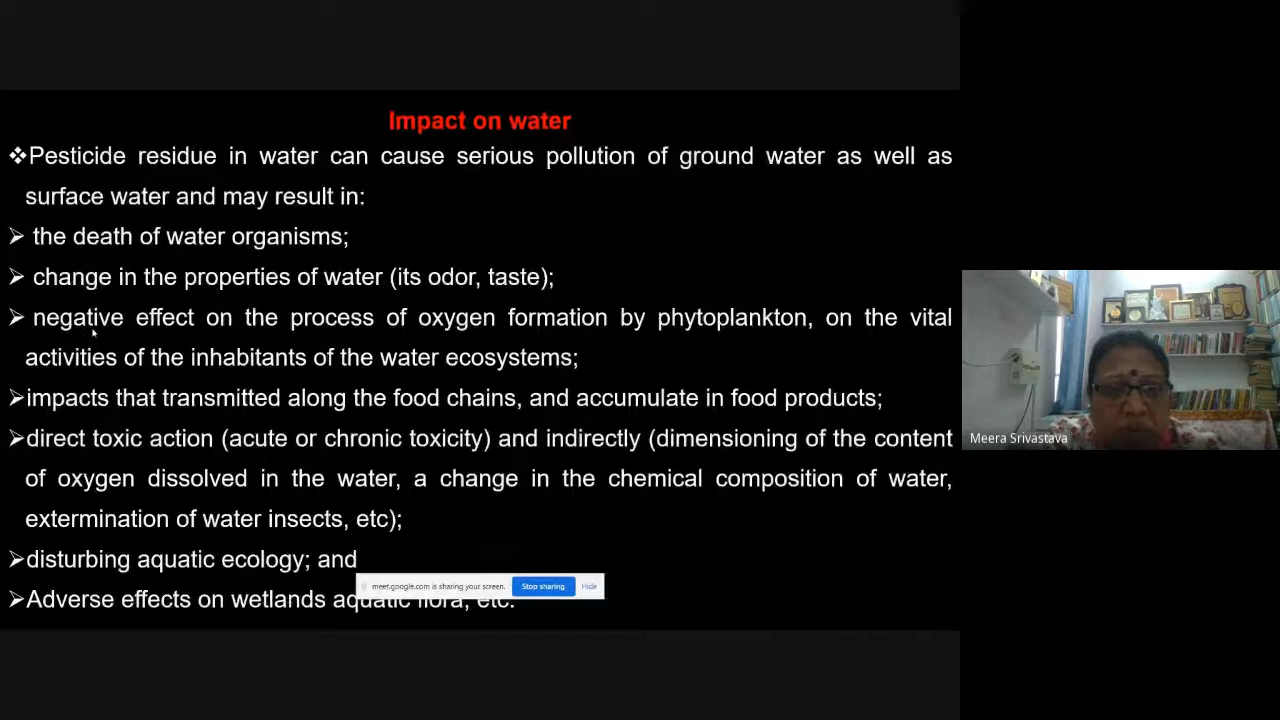 Impact on water
❖Pesticide residue in water can cause serious pollution of ground water as well as
surface water and may result in:
➢ the death of water organisms;
➢ change in the properties of water (its odor, taste);
➢ negative effect on the process of oxygen formation by phytoplankton, on the vital
activities of the inhabitants of the water ecosystems;
➢impacts that transmitted along the food chains, and accumulate in food products;
➢direct toxic action (acute or chronic toxicity) and indirectly (dimensioning of the content
of oxygen dissolved in the water, a change in the chemical composition of water,
extermination of water insects, etc);
➢disturbing aquatic ecology; and
meet.google.com is sharing your screen. Stop sharing Hide
➢Adverse effects on wetlands aquatic flora, etc.
Meera Srivastava